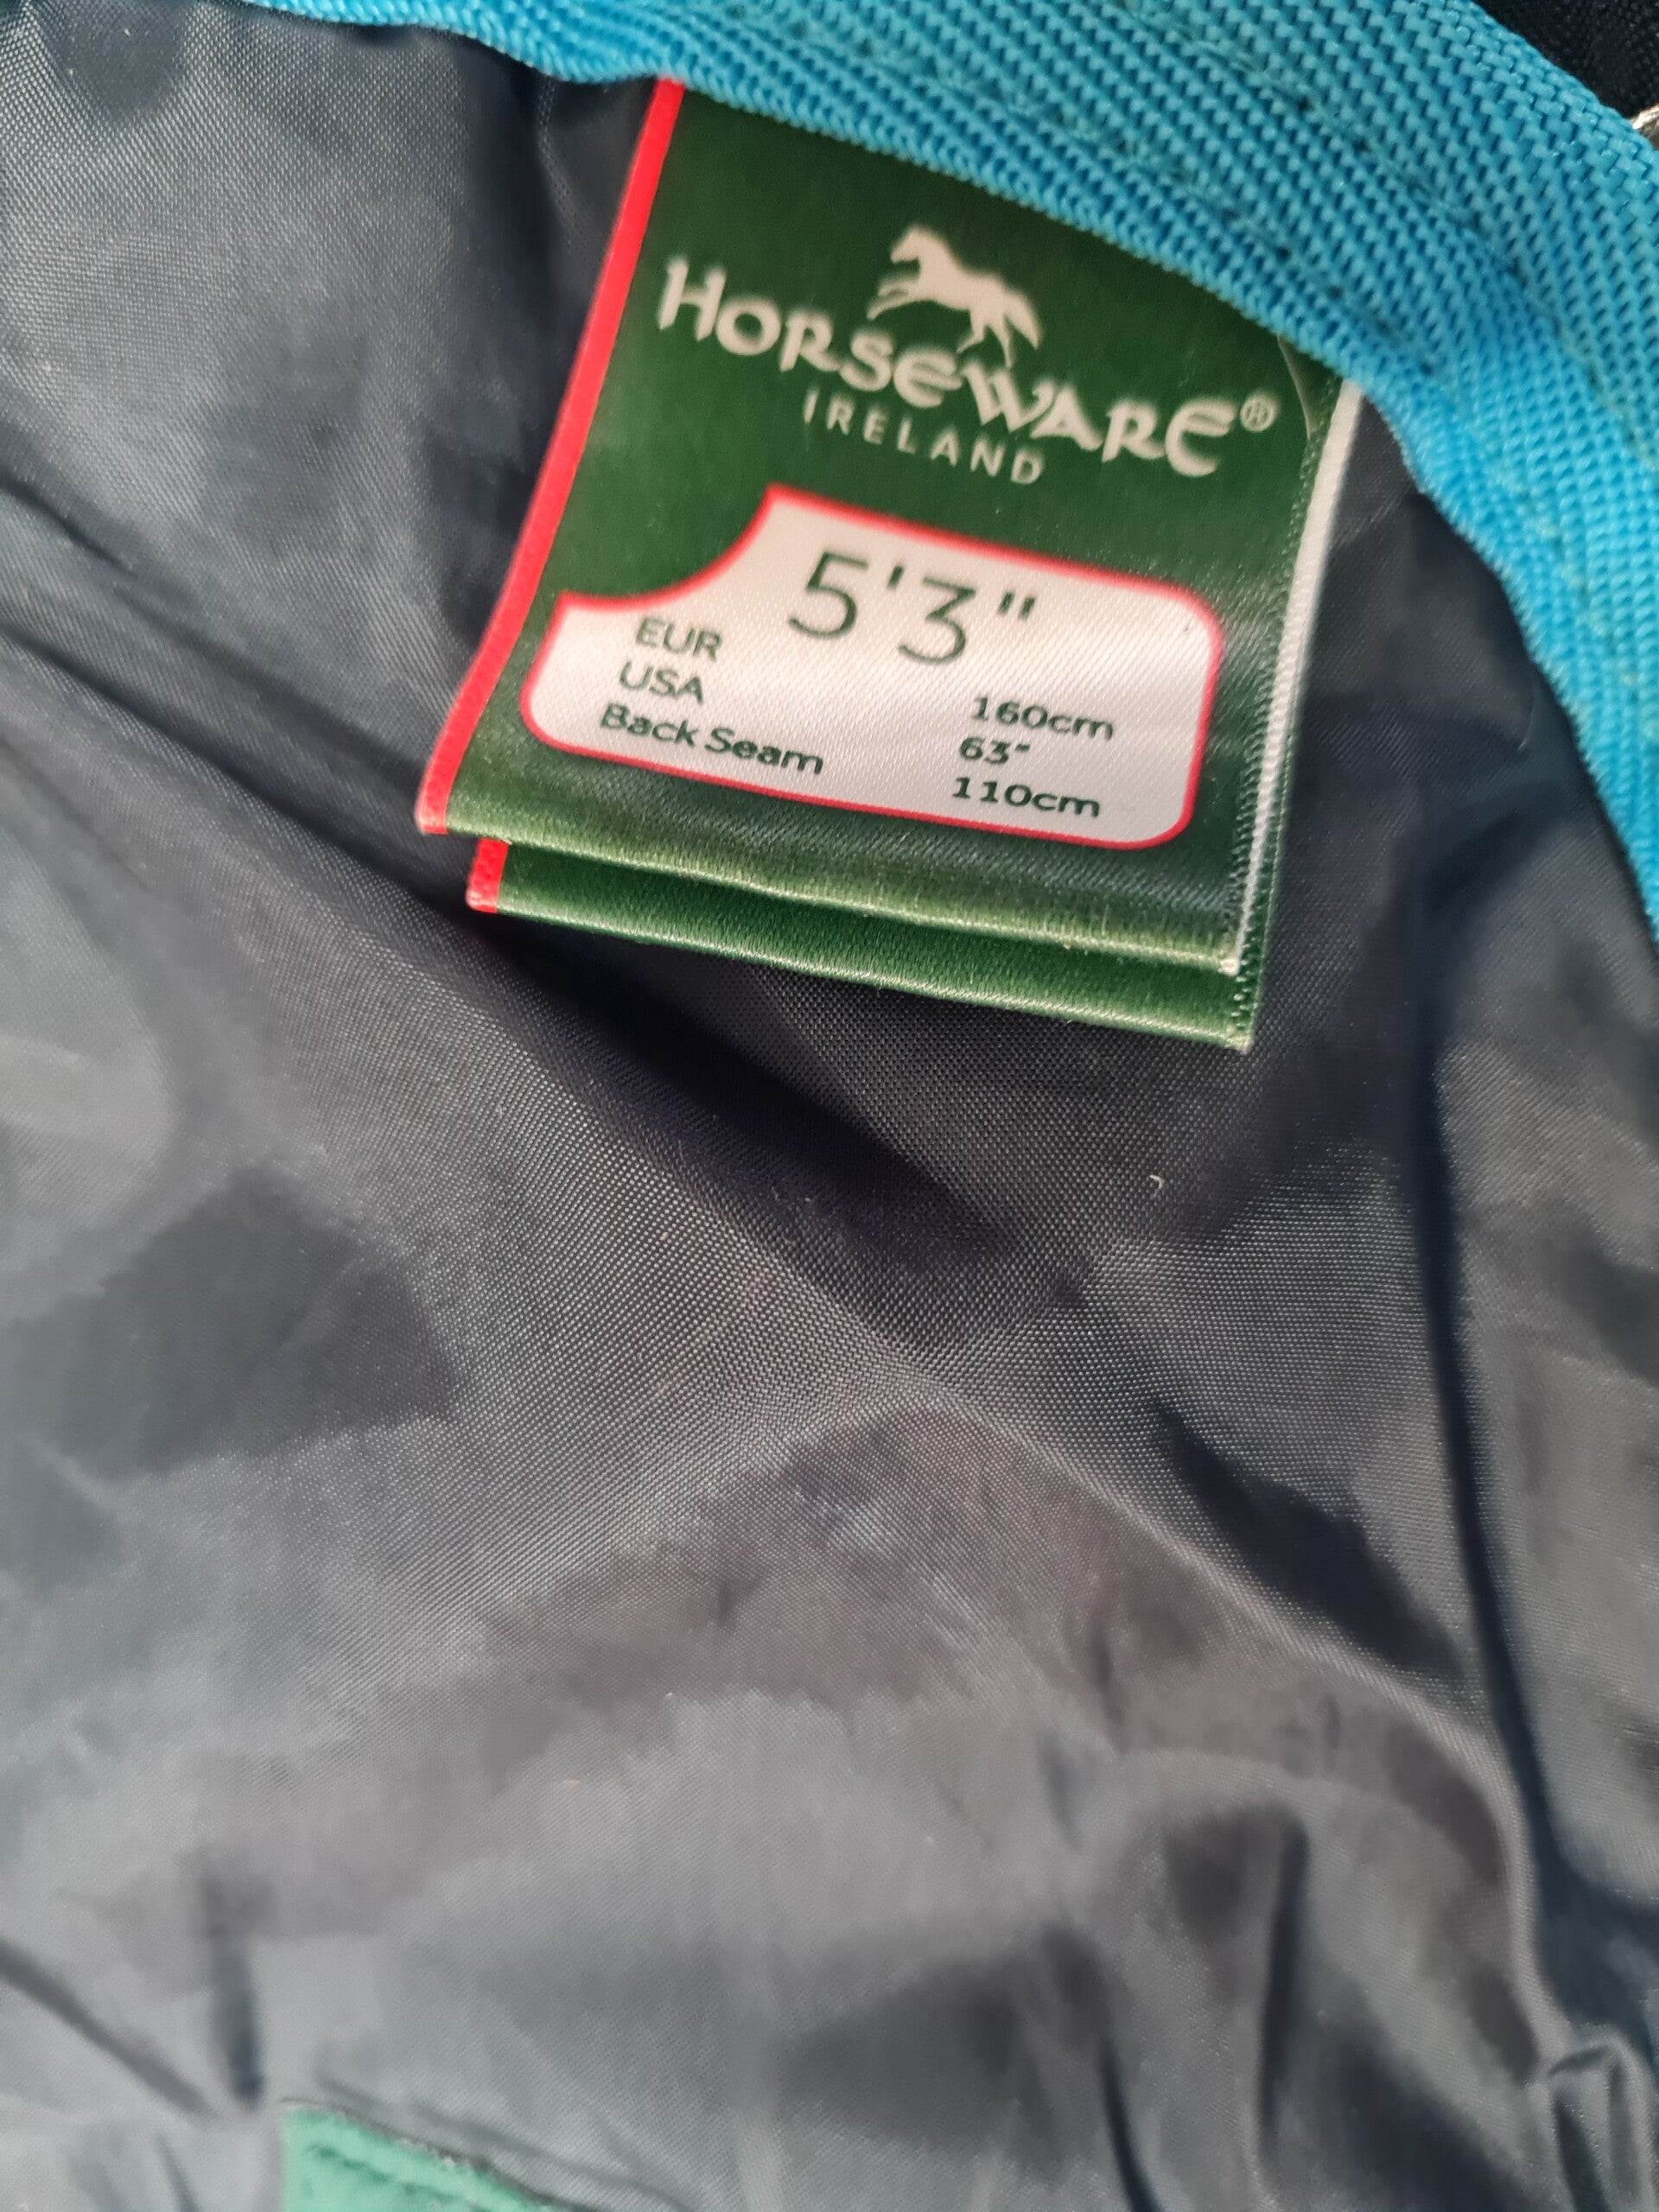 HORSEWARE®
IRELAND
5'3"
EUR 160cm
USA 63"
Back Seam 110cm